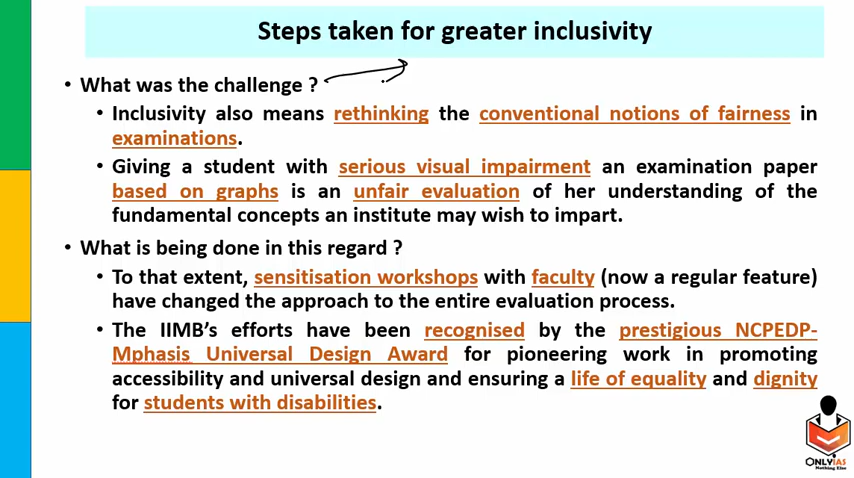 Steps taken for greater inclusivity
• What was the challenge ?
• Inclusivity also means rethinking the conventional notions of fairness in
examinations.
• Giving a student with serious visual impairment an examination paper
based on graphs is an unfair evaluation of her understanding of the
fundamental concepts an institute may wish to impart.
• What is being done in this regard ?
• To that extent, sensitisation workshops with faculty (now a regular feature)
have changed the approach to the entire evaluation process.
• The IIMB's efforts have been recognised by the prestigious NCPEDP-
Mphasis Universal Design Award for pioneering work in promoting
accessibility and universal design and ensuring a life of equality and dignity
for students with disabilities.
ONLYIAS
Nothing Else